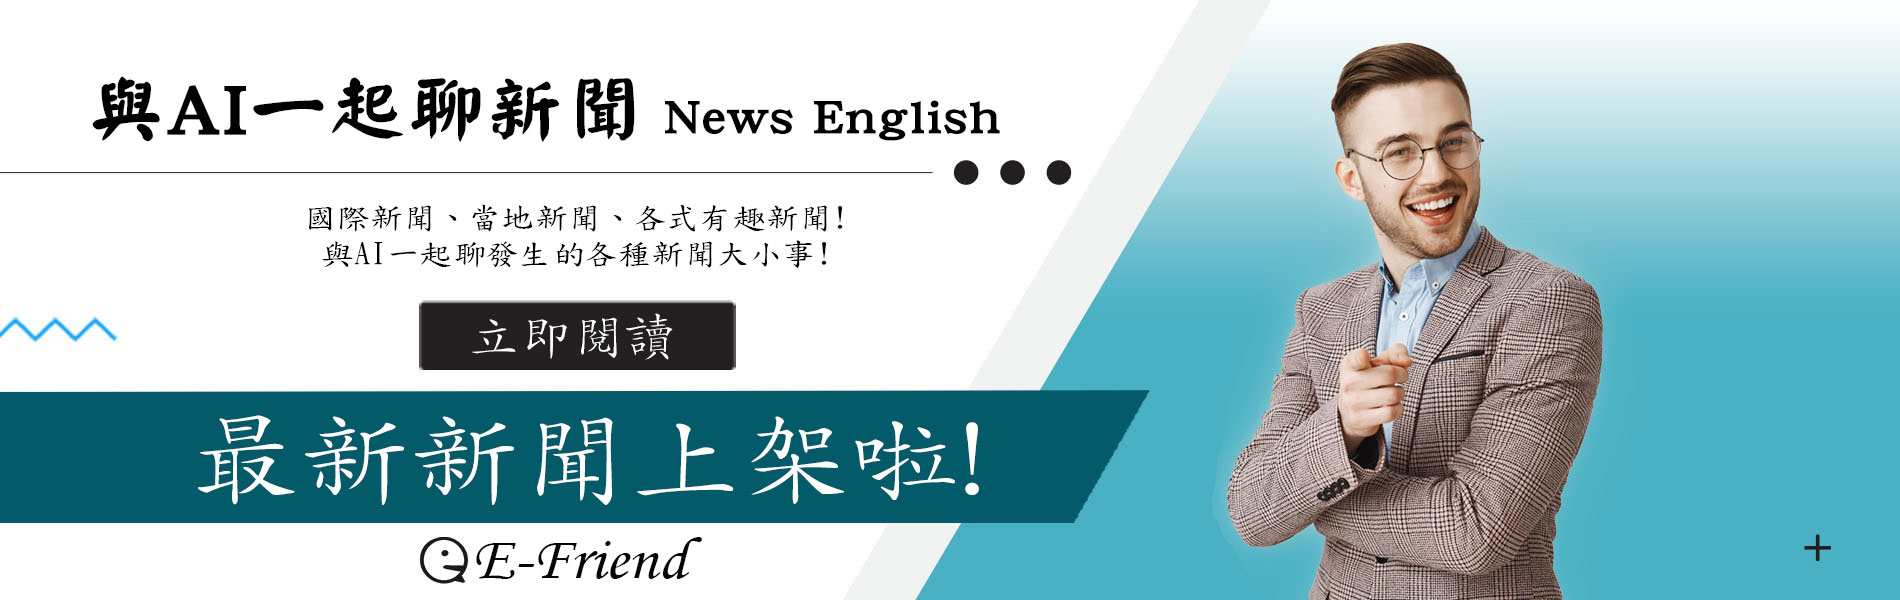 與AI一起聊新聞 News English
國際新聞、當地新聞、各式有趣新聞!
與AI一起聊發生的各種新聞大小事!
立即閱讀
最新新聞上架啦!
E-Friend